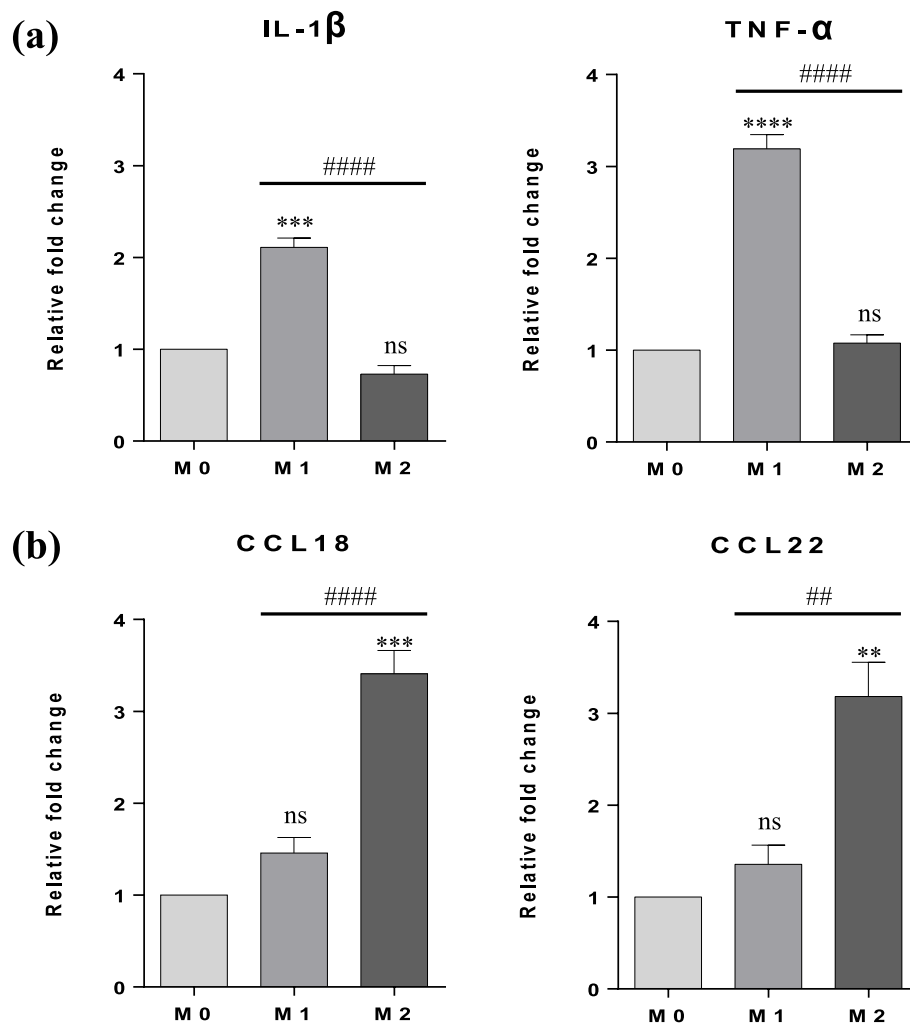 (a)
IL-1β
Relative fold change
4
3
2
1
0
####
***
ns
M0 M1 M2
TNF-α
Relative fold change
4
3
2
1
0
####
****
ns
M0 M1 M2
(b)
CCL18
Relative fold change
4
3
2
1
0
####
***
ns
M0 M1 M2
CCL22
Relative fold change
4
3
2
1
0
##
**
ns
M0 M1 M2